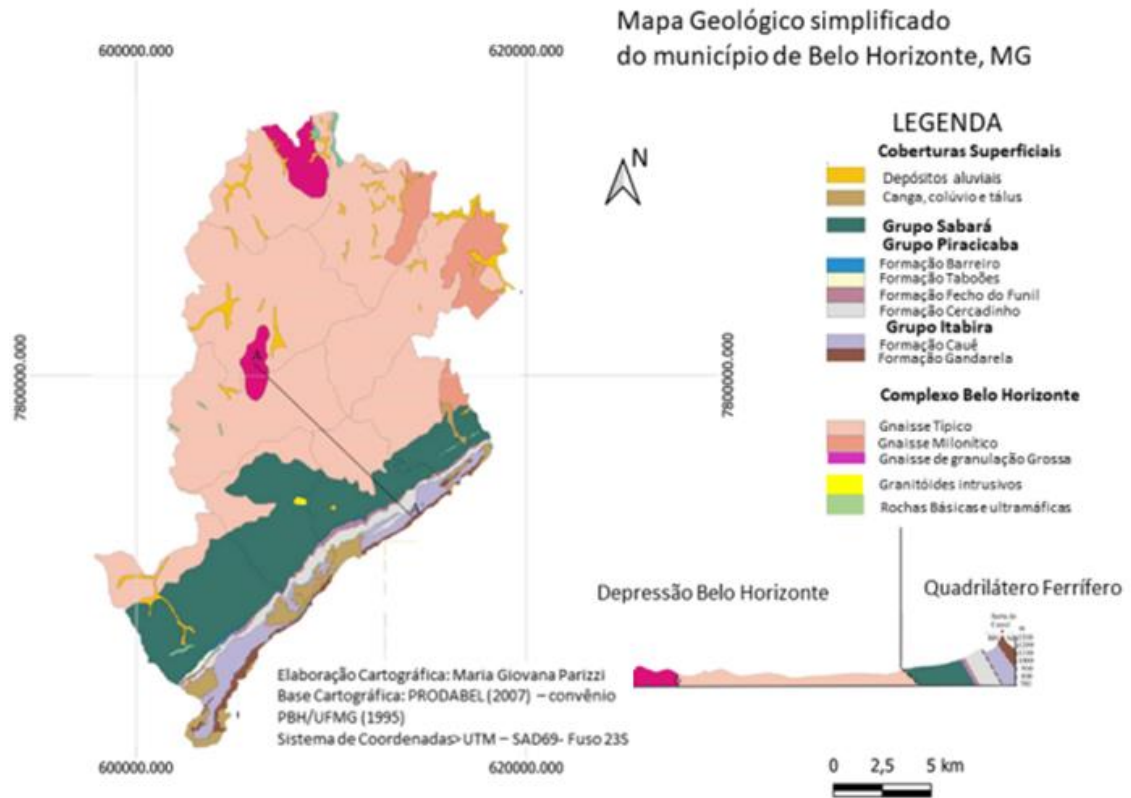 Mapa Geológico simplificado
do município de Belo Horizonte, MG
600000.000
620000.000
N
LEGENDA
Coberturas Superficiais
Depósitos aluviais
Canga, colúvio e tálus
Grupo Sabará
Grupo Piracicaba
Formação Barreiro
Formação Taboões
Formação Fecho do Funil
Formação Cercadinho
Grupo Itabira
Formação Cauê
Formação Gandarela
Complexo Belo Horizonte
Gnaisse Típico
Gnaisse Milonítico
Gnaisse de granulação Grossa
Granitóides intrusivos
Rochas Básicas e ultramáficas
7800000.000
7800000.000
A
A'
Depressão Belo Horizonte
Quadrilátero Ferrífero
Elaboração Cartográfica: Maria Giovana Parizzi
Base Cartográfica: PRODABEL (2007) – convênio
PBH/UFMG (1995)
Sistema de Coordenadas> UTM – SAD69- Fuso 23S
600000.000
620000.000
0 2,5 5 km